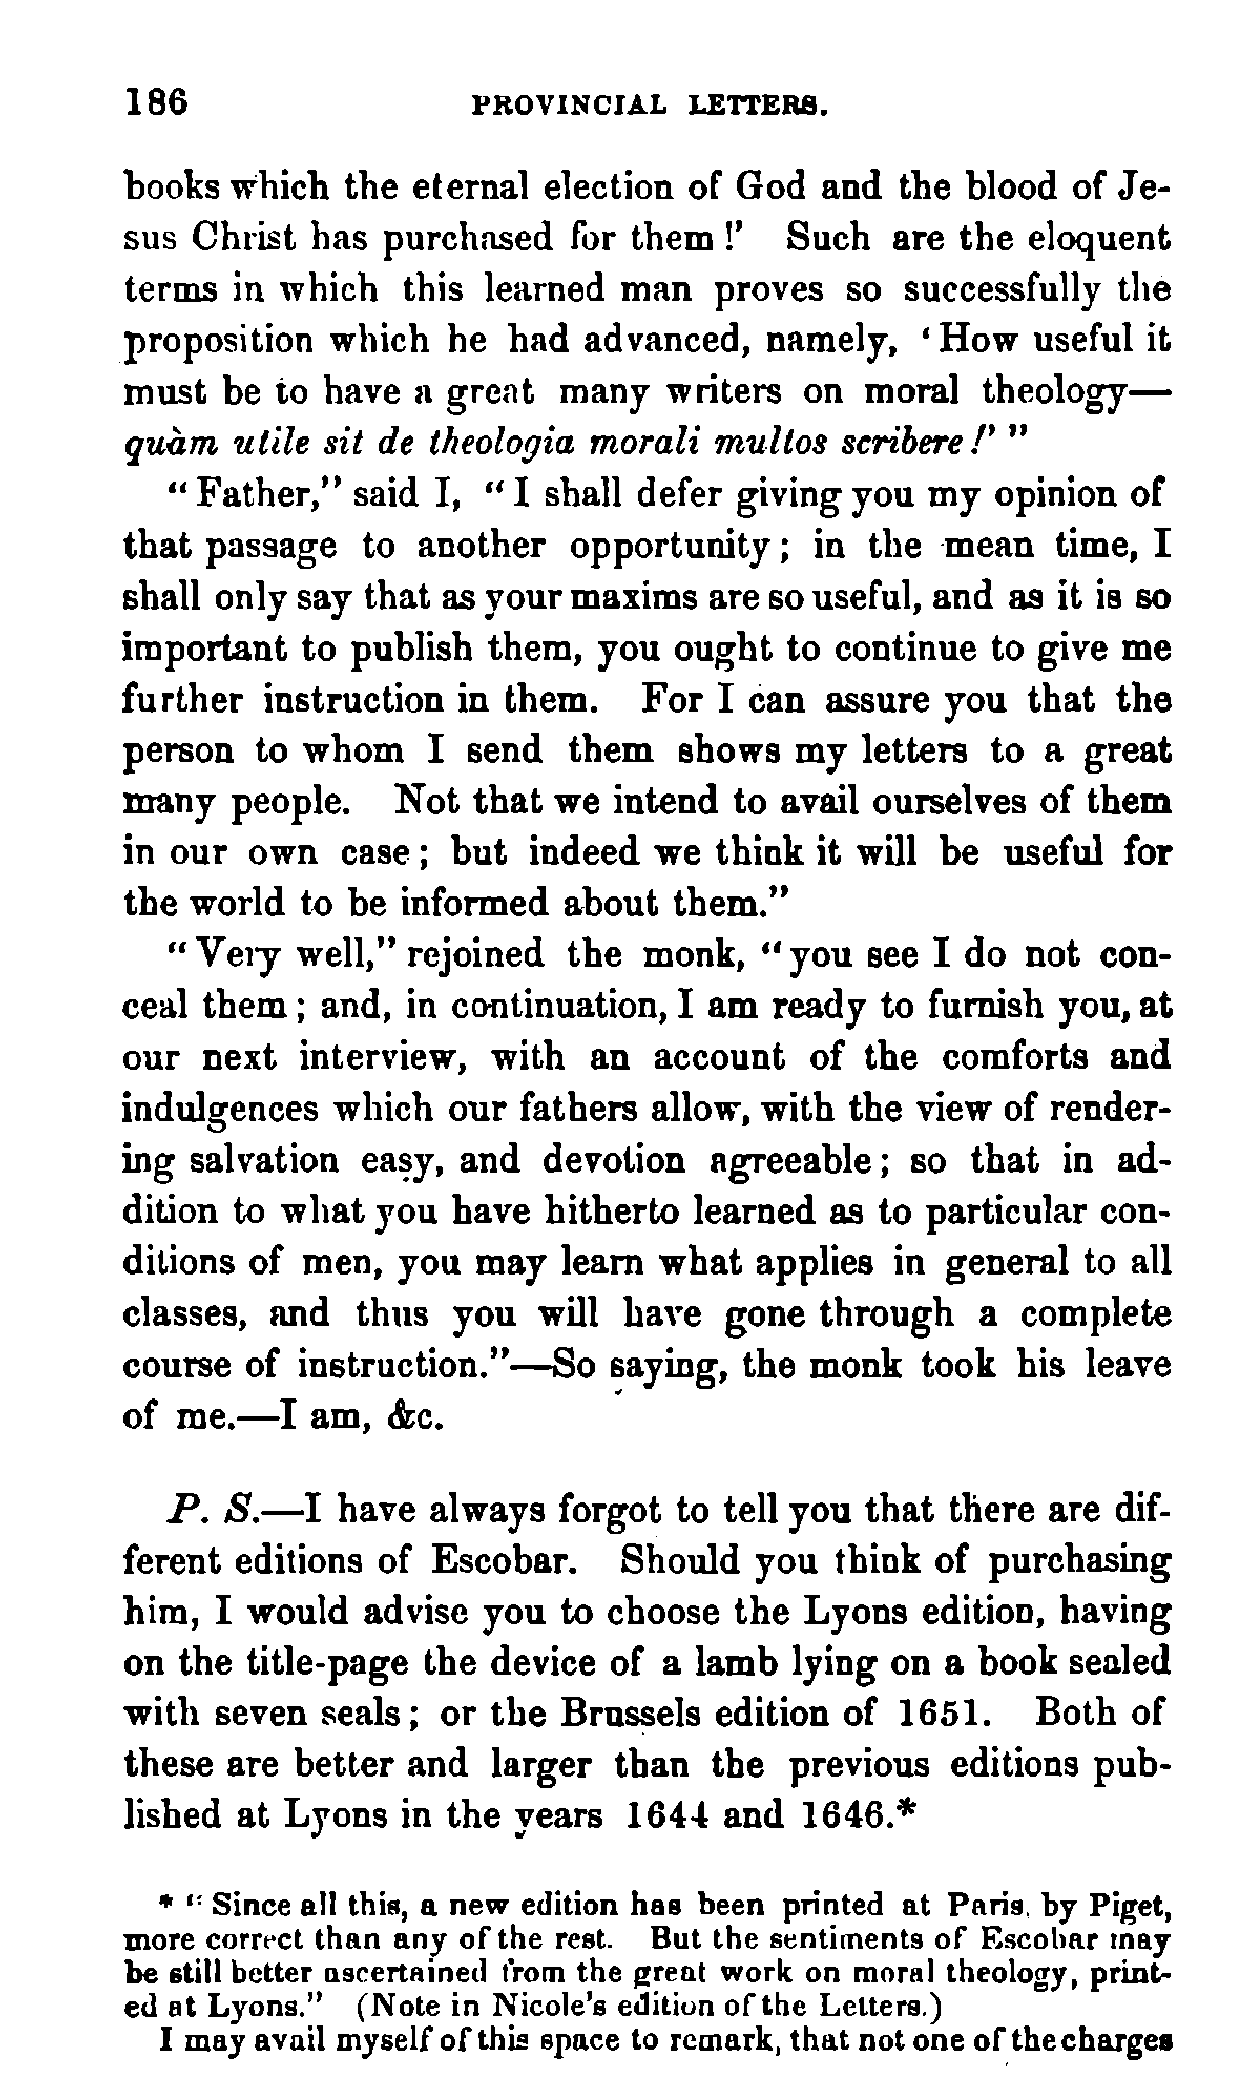 186 PROVINCIAL LETTERS.
books which the eternal election of God and the blood of Je-
sus Christ has purchased for them!' Such are the eloquent
terms in which this learned man proves so successfully the
proposition which he had advanced, namely, 'How useful it
must be to have a great many writers on moral theology—
quàm utile sit de theologia morali multos scribere!' "
"Father," said I, "I shall defer giving you my opinion of
that passage to another opportunity; in the mean time, I
shall only say that as your maxims are so useful, and as it is so
important to publish them, you ought to continue to give me
further instruction in them. For I can assure you that the
person to whom I send them shows my letters to a great
many people. Not that we intend to avail ourselves of them
in our own case; but indeed we think it will be useful for
the world to be informed about them."
"Very well," rejoined the monk, "you see I do not con-
ceal them; and, in continuation, I am ready to furnish you, at
our next interview, with an account of the comforts and
indulgences which our fathers allow, with the view of render-
ing salvation easy, and devotion agreeable; so that in ad-
dition to what you have hitherto learned as to particular con-
ditions of men, you may learn what applies in general to all
classes, and thus you will have gone through a complete
course of instruction."—So saying, the monk took his leave
of me.—I am, &c.
P. S.—I have always forgot to tell you that there are dif-
ferent editions of Escobar. Should you think of purchasing
him, I would advise you to choose the Lyons edition, having
on the title-page the device of a lamb lying on a book sealed
with seven seals; or the Brussels edition of 1651. Both of
these are better and larger than the previous editions pub-
lished at Lyons in the years 1644 and 1646.*
* "Since all this, a new edition has been printed at Paris, by Piget,
more correct than any of the rest. But the sentiments of Escobar may
be still better ascertained from the great work on moral theology, print-
ed at Lyons." (Note in Nicole's edition of the Letters.)
I may avail myself of this space to remark, that not one of the charges